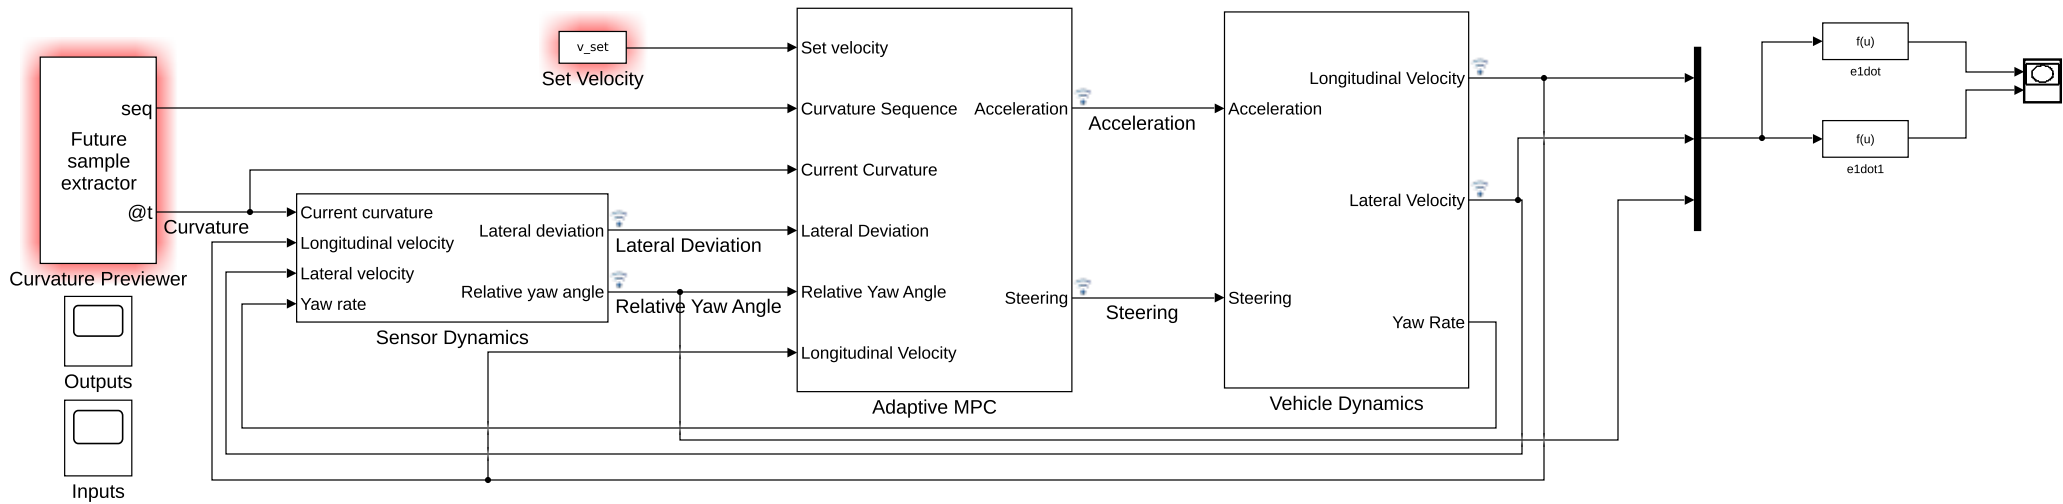 seq
Future
sample
extractor
@t
Curvature Previewer
Curvature
Outputs
Inputs
v_set
Set Velocity
Current curvature
Longitudinal velocity
Lateral velocity
Yaw rate
Lateral deviation
Relative yaw angle
Sensor Dynamics
Lateral Deviation
Relative Yaw Angle
Set velocity
Curvature Sequence
Current Curvature
Lateral Deviation
Relative Yaw Angle
Longitudinal Velocity
Acceleration
Steering
Adaptive MPC
Acceleration
Steering
Acceleration
Steering
Longitudinal Velocity
Lateral Velocity
Yaw Rate
Vehicle Dynamics
f(u)
e1dot
f(u)
e1dot1